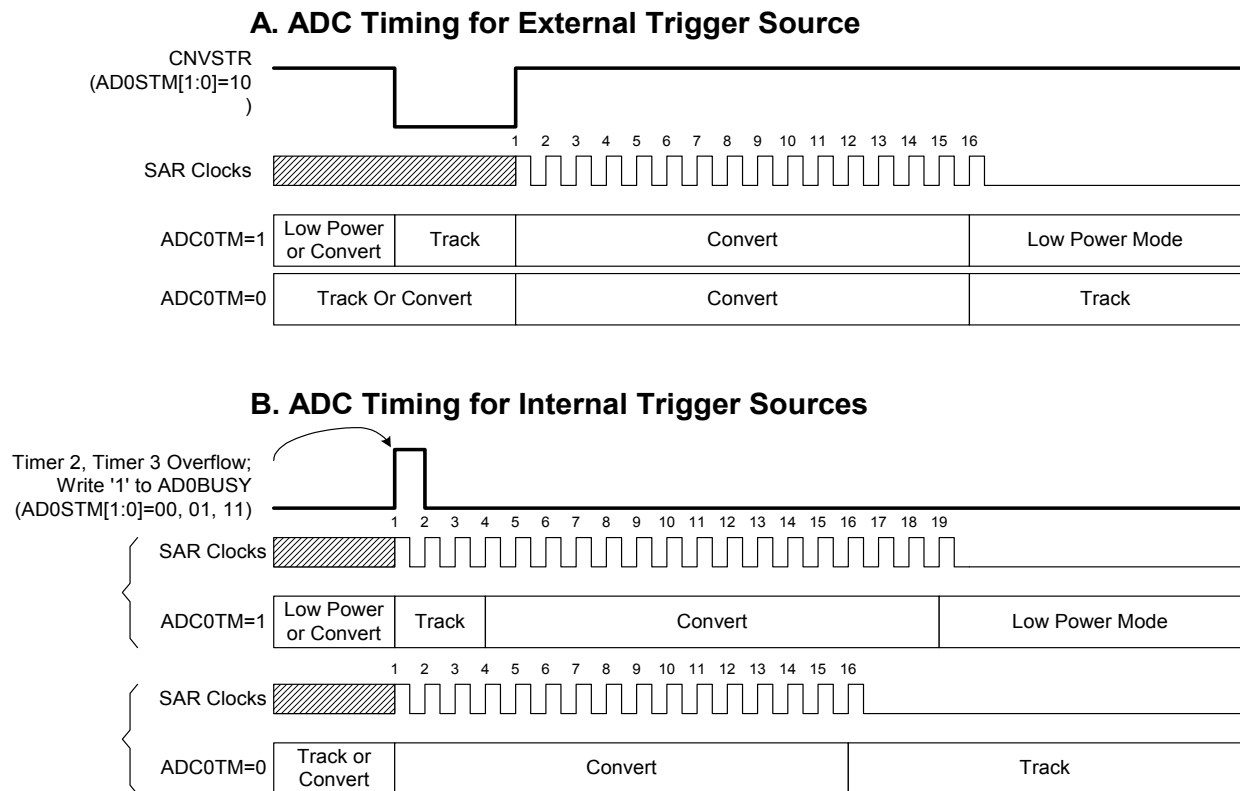 A. ADC Timing for External Trigger Source
CNVSTR
(AD0STM[1:0]=10
)
1 2 3 4 5 6 7 8 9 10 11 12 13 14 15 16
SAR Clocks
ADC0TM=1
Low Power
or Convert
Track
Convert
Low Power Mode
ADC0TM=0
Track Or Convert
Convert
Track
B. ADC Timing for Internal Trigger Sources
Timer 2, Timer 3 Overflow;
Write '1' to AD0BUSY
(AD0STM[1:0]=00, 01, 11)
1 2 3 4 5 6 7 8 9 10 11 12 13 14 15 16 17 18 19
SAR Clocks
ADC0TM=1
Low Power
or Convert
Track
Convert
Low Power Mode
1 2 3 4 5 6 7 8 9 10 11 12 13 14 15 16
SAR Clocks
ADC0TM=0
Track or
Convert
Convert
Track